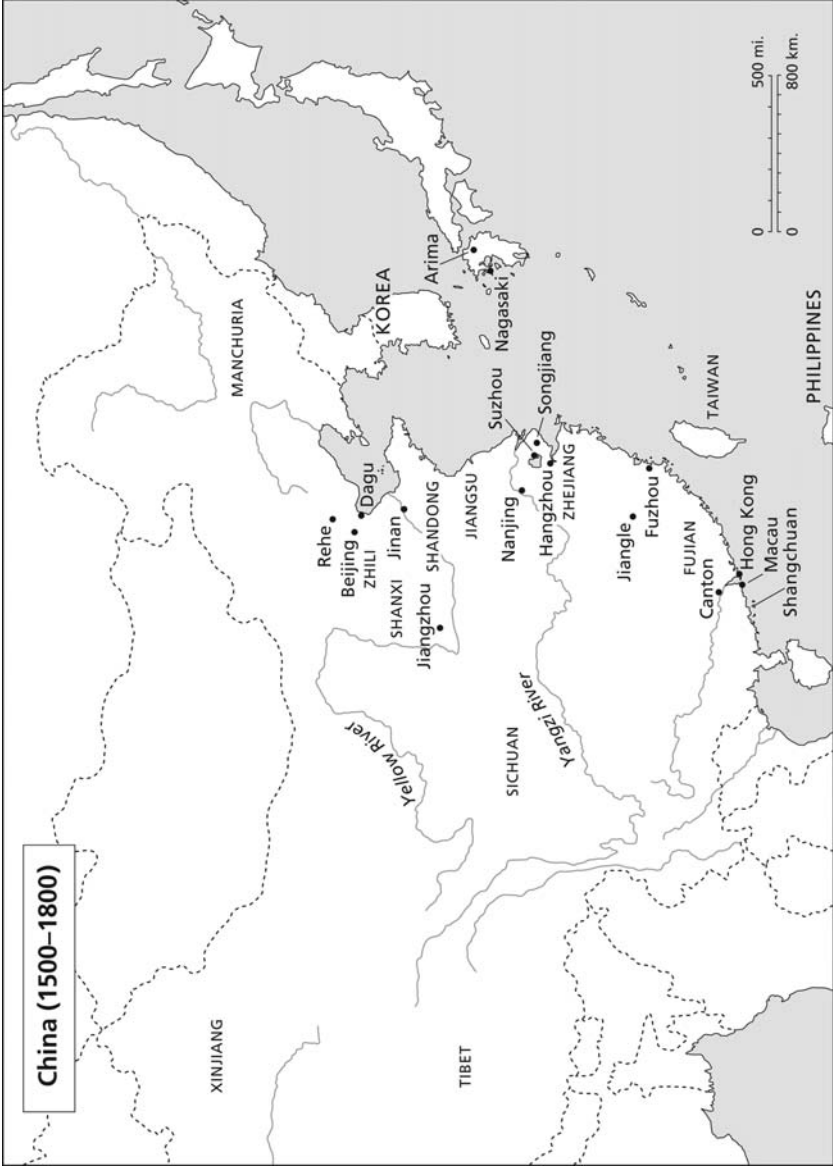 China (1500–1800)
XINJIANG
TIBET
MANCHURIA
KOREA
Arima
Nagasaki
Rehe
Beijing
Dagu
ZHILI
SHANXI
Jinan
Jiangzhou
SHANDONG
JIANGSU
Yellow River
SICHUAN
Yangzi River
Nanjing
Suzhou
Songjiang
Hangzhou
ZHEJIANG
Jiangle
Fuzhou
FUJIAN
TAIWAN
Canton
Hong Kong
Macau
Shangchuan
PHILIPPINES
0 500 mi.
0 800 km.